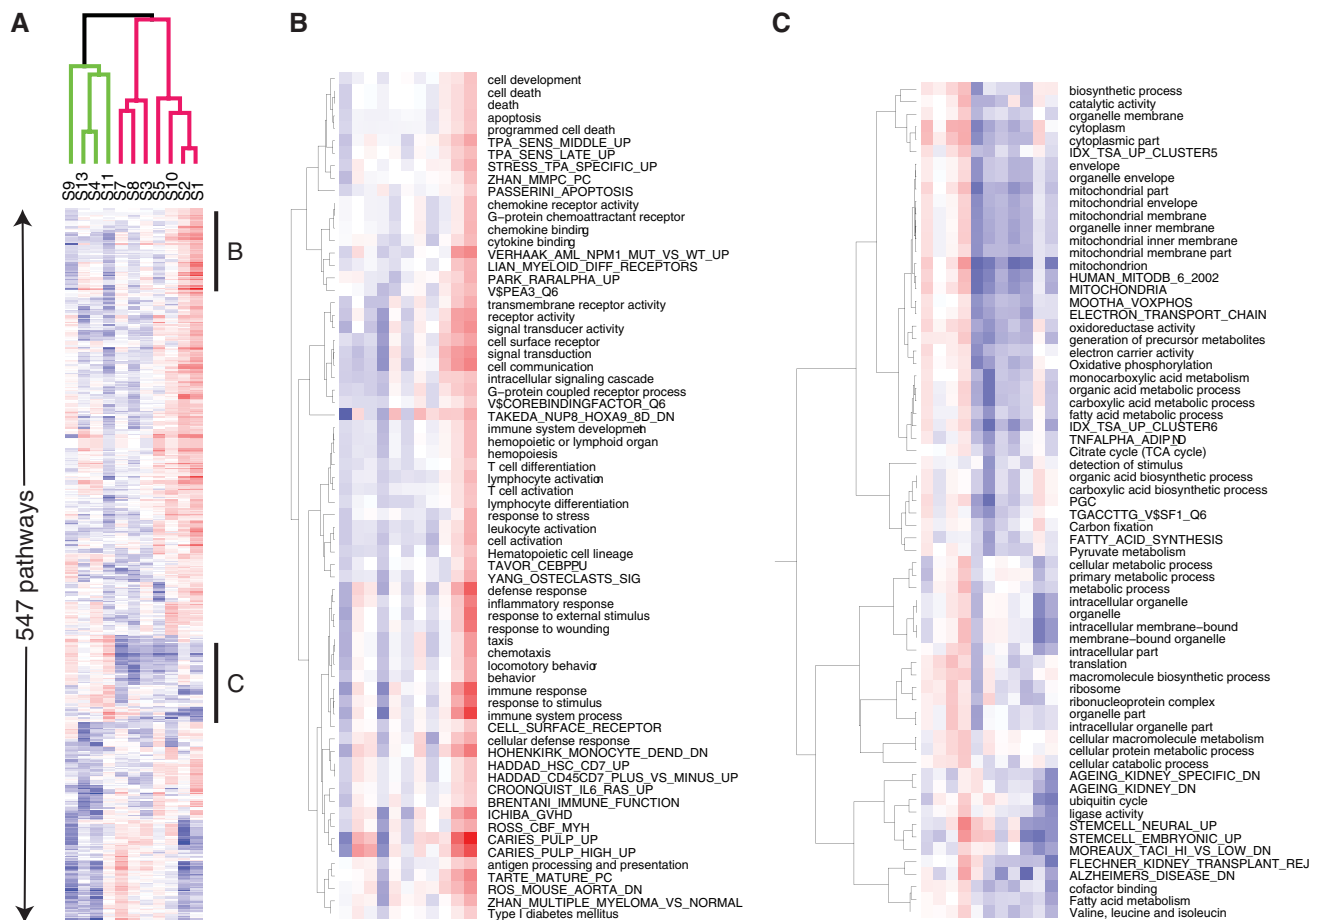 A
S9
S13
S4
S11
S7
S8
S3
S5
S10
S2
S1
547 pathways
B
C
B
cell development
cell death
death
apoptosis
programmed cell death
TPA_SENS_MIDDLE_UP
TPA_SENS_LATE_UP
STRESS_TPA_SPECIFIC_UP
ZHAN_MMPC_PC
PASSERINI_APOPTOSIS
chemokine receptor activity
G-protein chemoattractant receptor
chemokine binding
cytokine binding
VERHAAK_AML_NPM1_MUT_VS_WT_UP
LIAN_MYELOID_DIFF_RECEPTORS
PARK_RARALPHA_UP
V$PEA3_Q6
transmembrane receptor activity
receptor activity
signal transducer activity
cell surface receptor
signal transduction
cell communication
intracellular signaling cascade
G-protein coupled receptor process
V$COREBINDINGFACTOR_Q6
TAKEDA_NUP8_HOXA9_8D_DN
immune system development
hemopoietic or lymphoid organ
hemopoiesis
T cell differentiation
lymphocyte activation
T cell activation
lymphocyte differentiation
response to stress
leukocyte activation
cell activation
Hematopoietic cell lineage
TAVOR_CEBPPU
YANG_OSTECLASTS_SIG
defense response
inflammatory response
response to external stimulus
response to wounding
taxis
chemotaxis
locomotory behavior
behavior
immune response
response to stimulus
immune system process
CELL_SURFACE_RECEPTOR
cellular defense response
HOHENKIRK_MONOCYTE_DEND_DN
HADDAD_HSC_CD7_UP
HADDAD_CD45CD7_PLUS_VS_MINUS_UP
CROONQUIST_IL6_RAS_UP
BRENTANI_IMMUNE_FUNCTION
ICHIBA_GVHD
ROSS_CBF_MYH
CARIES_PULP_UP
CARIES_PULP_HIGH_UP
antigen processing and presentation
TARTE_MATURE_PC
ROS_MOUSE_AORTA_DN
ZHAN_MULTIPLE_MYELOMA_VS_NORMAL
Type I diabetes mellitus
C
biosynthetic process
catalytic activity
organelle membrane
cytoplasm
cytoplasmic part
IDX_TSA_UP_CLUSTER5
envelope
organelle envelope
mitochondrial part
mitochondrial envelope
mitochondrial membrane
organelle inner membrane
mitochondrial inner membrane
mitochondrial membrane part
mitochondrion
HUMAN_MITODB_6_2002
MITOCHONDRIA
MOOTHA_VOXPHOS
ELECTRON_TRANSPORT_CHAIN
oxidoreductase activity
generation of precursor metabolites
electron carrier activity
Oxidative phosphorylation
monocarboxylic acid metabolism
organic acid metabolic process
carboxylic acid metabolic process
fatty acid metabolic process
IDX_TSA_UP_CLUSTER6
TNFALPHA_ADIP_ND
Citrate cycle (TCA cycle)
detection of stimulus
organic acid biosynthetic process
carboxylic acid biosynthetic process
PGC
TGACCTTG_V$SF1_Q6
Carbon fixation
FATTY_ACID_SYNTHESIS
Pyruvate metabolism
cellular metabolic process
primary metabolic process
metabolic process
intracellular organelle
organelle
intracellular membrane-bound
membrane-bound organelle
intracellular part
translation
macromolecule biosynthetic process
ribosome
ribonucleoprotein complex
organelle part
intracellular organelle part
cellular macromolecule metabolism
cellular protein metabolic process
cellular catabolic process
AGEING_KIDNEY_SPECIFIC_DN
AGEING_KIDNEY_DN
ubiquitin cycle
ligase activity
STEMCELL_NEURAL_UP
STEMCELL_EMBRYONIC_UP
MOREAUX_TACI_HI_VS_LOW_DN
FLECHNER_KIDNEY_TRANSPLANT_REJ
ALZHEIMERS_DISEASE_DN
cofactor binding
Fatty acid metabolism
Valine, leucine and isoleucin